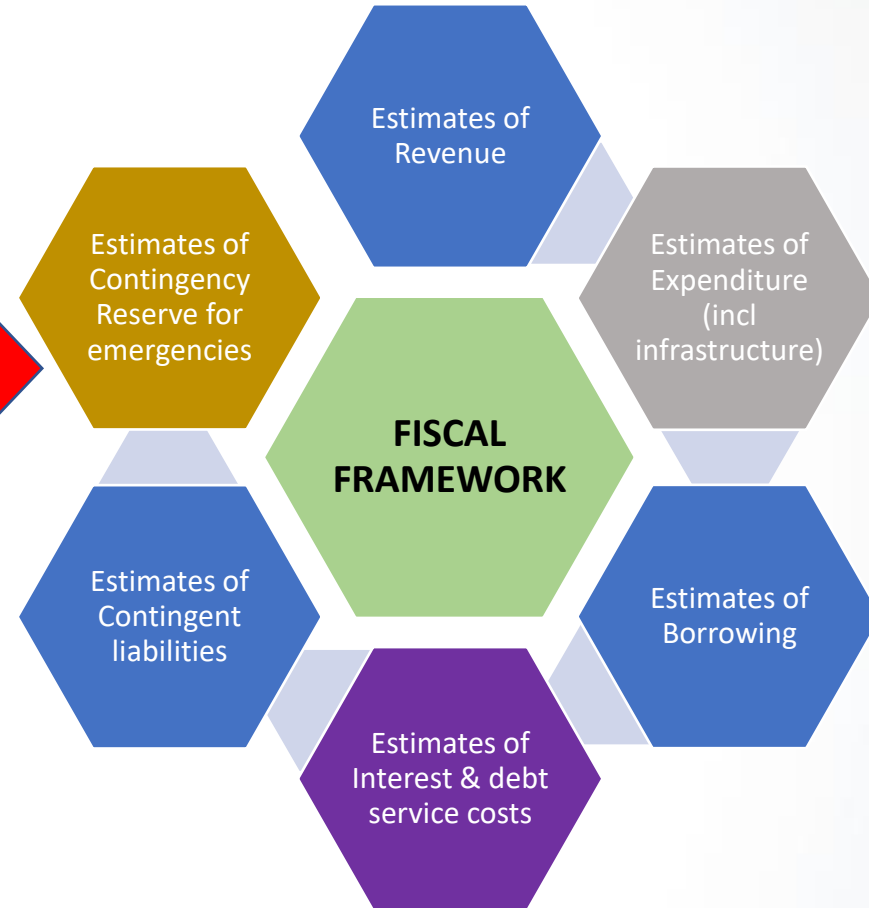 Estimates of
Revenue
Estimates of
Expenditure
(incl
infrastructure)
Estimates of
Borrowing
Estimates of
Interest & debt
service costs
Estimates of
Contingent
liabilities
Estimates of
Contingency
Reserve for
emergencies
FISCAL
FRAMEWORK